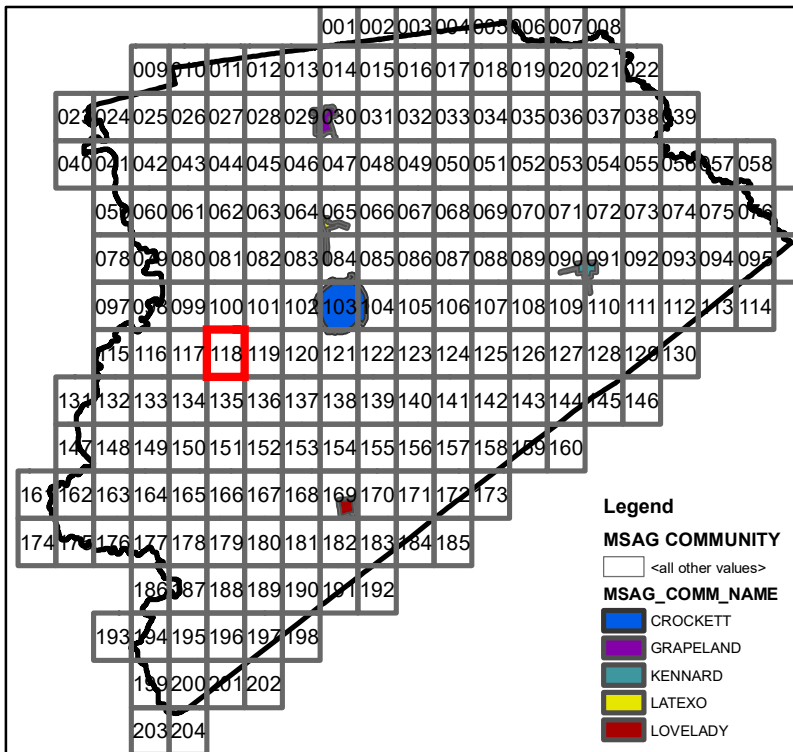 001 002 003 004 005 006 007 008
009 010 011 012 013 014 015 016 017 018 019 020 021 022
023 024 025 026 027 028 029 030 031 032 033 034 035 036 037 038 039
040 041 042 043 044 045 046 047 048 049 050 051 052 053 054 055 056 057 058
059 060 061 062 063 064 065 066 067 068 069 070 071 072 073 074 075 076
078 079 080 081 082 083 084 085 086 087 088 089 090 091 092 093 094 095
097 098 099 100 101 102 103 104 105 106 107 108 109 110 111 112 113 114
115 116 117 118 119 120 121 122 123 124 125 126 127 128 129 130
131 132 133 134 135 136 137 138 139 140 141 142 143 144 145 146
147 148 149 150 151 152 153 154 155 156 157 158 159 160
161 162 163 164 165 166 167 168 169 170 171 172 173
174 175 176 177 178 179 180 181 182 183 184 185
186 187 188 189 190 191 192
193 194 195 196 197 198
199 200 201 202
203 204
Legend
MSAG COMMUNITY
<all other values>
MSAG_COMM_NAME
CROCKETT
GRAPELAND
KENNARD
LATEXO
LOVELADY